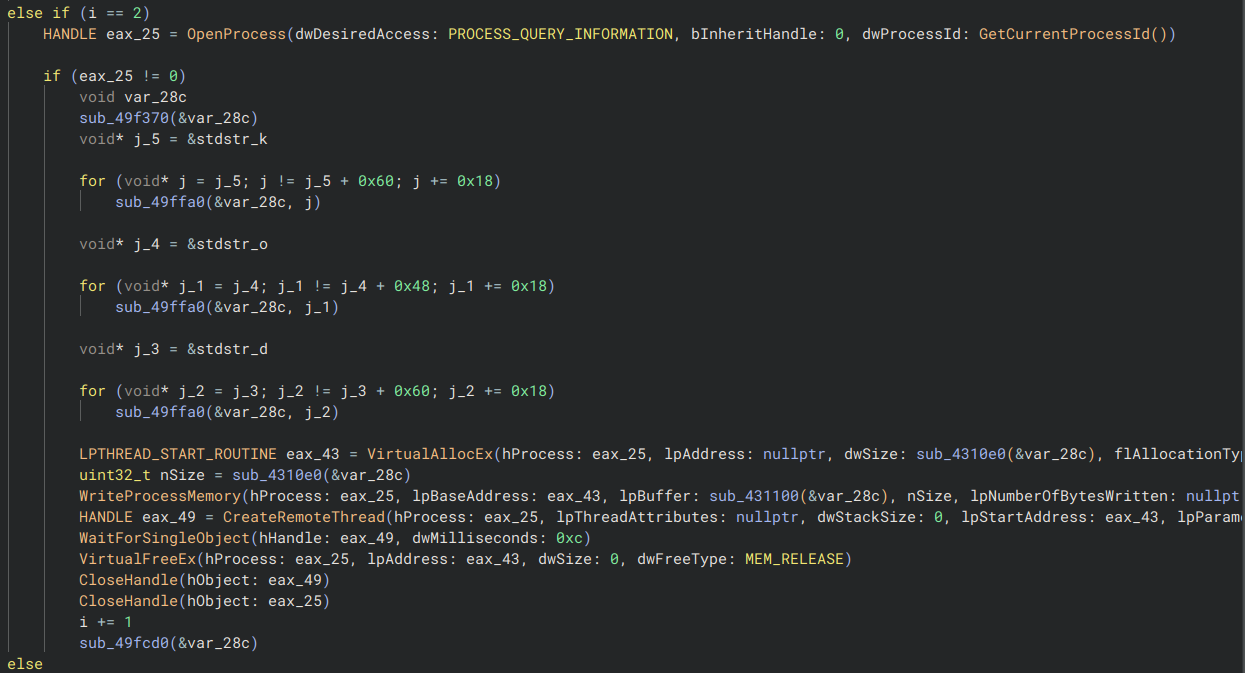 else if (i == 2)
HANDLE eax_25 = OpenProcess(dwDesiredAccess: PROCESS_QUERY_INFORMATION, bInheritHandle: 0, dwProcessId: GetCurrentProcessId())
if (eax_25 != 0)
void var_28c
sub_49f370(&var_28c)
void* j_5 = &stdstr_k
for (void* j = j_5; j != j_5 + 0x60; j += 0x18)
sub_49ffa0(&var_28c, j)
void* j_4 = &stdstr_o
for (void* j_1 = j_4; j_1 != j_4 + 0x48; j_1 += 0x18)
sub_49ffa0(&var_28c, j_1)
void* j_3 = &stdstr_d
for (void* j_2 = j_3; j_2 != j_3 + 0x60; j_2 += 0x18)
sub_49ffa0(&var_28c, j_2)
LPTHREAD_START_ROUTINE eax_43 = VirtualAllocEx(hProcess: eax_25, lpAddress: nullptr, dwSize: sub_4310e0(&var_28c), flAllocationTy
uint32_t nSize = sub_4310e0(&var_28c)
WriteProcessMemory(hProcess: eax_25, lpBaseAddress: eax_43, lpBuffer: sub_431100(&var_28c), nSize, lpNumberOfBytesWritten: nullpt
HANDLE eax_49 = CreateRemoteThread(hProcess: eax_25, lpThreadAttributes: nullptr, dwStackSize: 0, lpStartAddress: eax_43, lpParam
WaitForSingleObject(hHandle: eax_49, dwMilliseconds: 0xc)
VirtualFreeEx(hProcess: eax_25, lpAddress: eax_43, dwSize: 0, dwFreeType: MEM_RELEASE)
CloseHandle(hObject: eax_49)
CloseHandle(hObject: eax_25)
i += 1
sub_49fcd0(&var_28c)
else